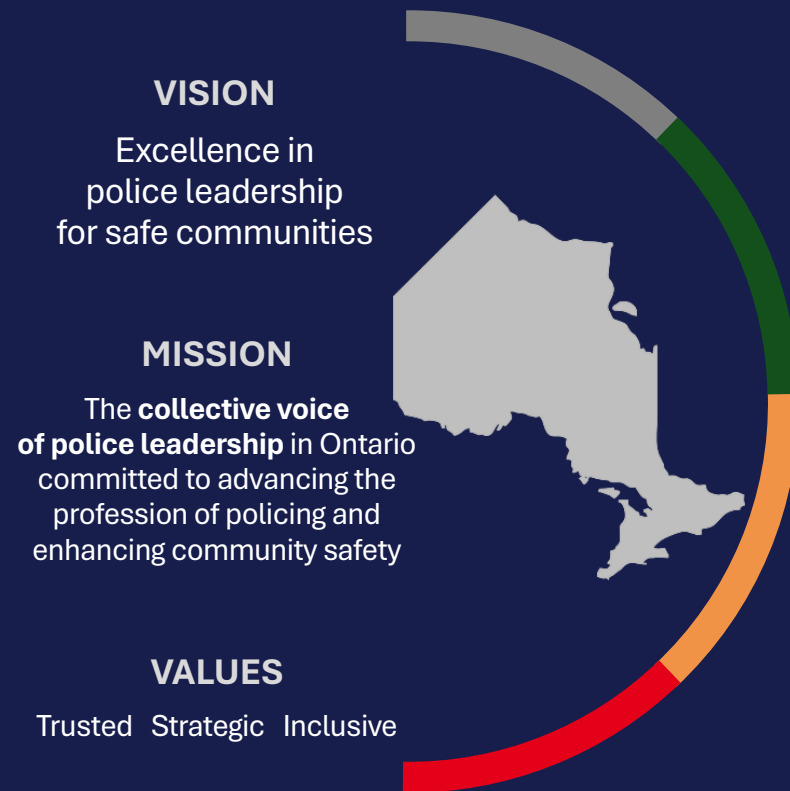 VISION
Excellence in
police leadership
for safe communities
MISSION
The collective voice
of police leadership in Ontario
committed to advancing the
profession of policing and
enhancing community safety
VALUES
Trusted Strategic Inclusive